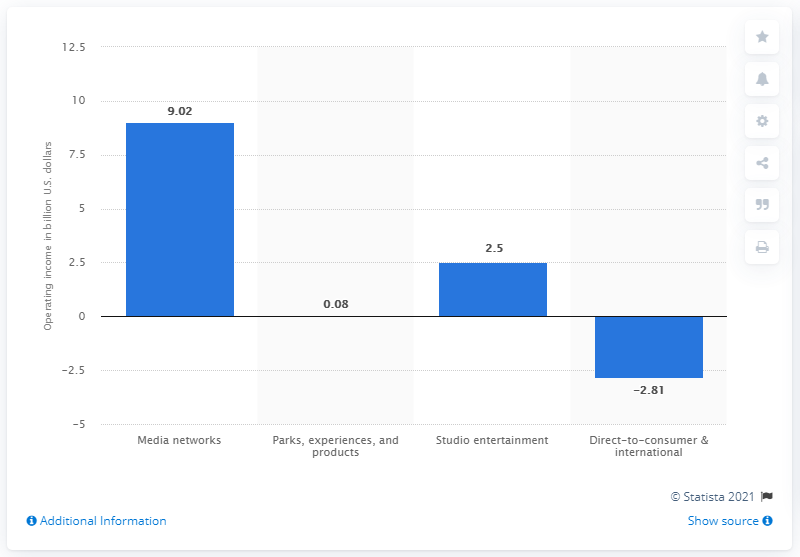 Operating income in billion U.S. dollars
12.5
10
7.5
5
2.5
0
−2.5
−5
9.02
0.08
2.5
−2.81
Media networks
Parks, experiences, and
products
Studio entertainment
Direct-to-consumer &
international
© Statista 2021
Additional Information
Show source